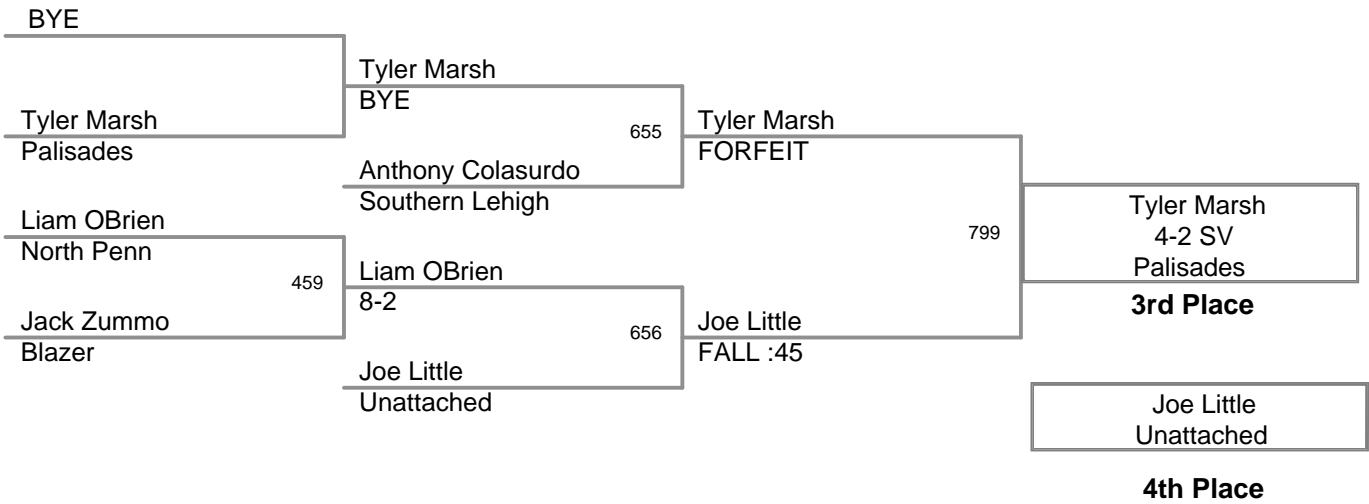 BYE
Tyler Marsh
Palisades
Liam OBrien
North Penn
459
Jack Zummo
Blazer
Tyler Marsh
BYE
655
Anthony Colasurdo
Southern Lehigh
Liam OBrien
8-2
656
Joe Little
Unattached
Tyler Marsh
FORFEIT
799
Joe Little
FALL :45
Tyler Marsh
4-2 SV
Palisades
3rd Place
Joe Little
Unattached
4th Place